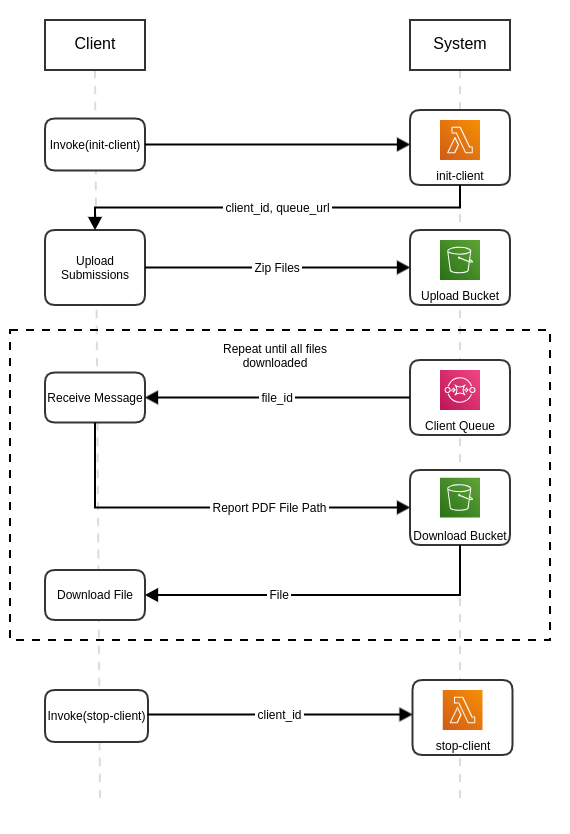 Client
System
Invoke(init-client)
init-client
client_id, queue_url
Upload
Submissions
Zip Files
Upload Bucket
Repeat until all files
downloaded
Receive Message
file_id
Client Queue
Report PDF File Path
Download Bucket
Download File
File
Invoke(stop-client)
client_id
stop-client